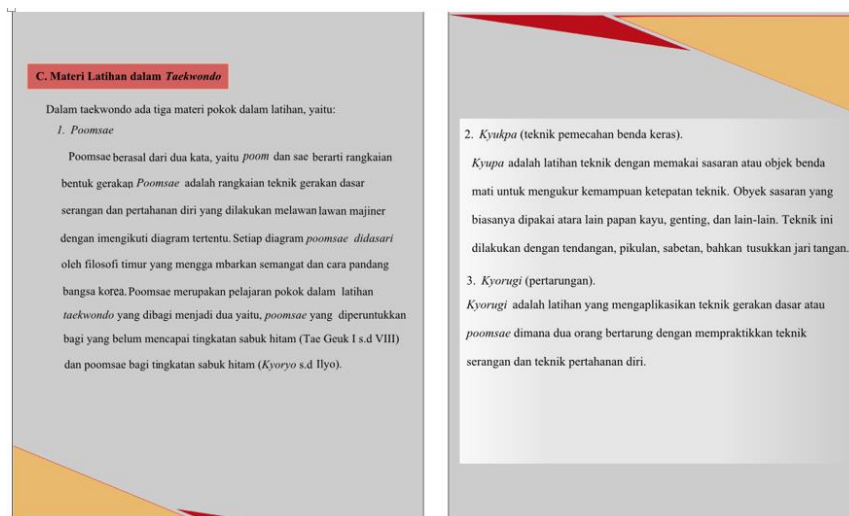 C. Materi Latihan dalam Taekwondo
Dalam taekwondo ada tiga materi pokok dalam latihan, yaitu:
1. Poomsae
Poomsae berasal dari dua kata, yaitu poom dan sae berarti rangkaian
bentuk gerakan Poomsae adalah rangkaian teknik gerakan dasar
serangan dan pertahanan diri yang dilakukan melawan lawan majiner
dengan imengikuti diagram tertentu. Setiap diagram poomsae didasari
oleh filosofi timur yang mengga mbarkan semangat dan cara pandang
bangsa korea. Poomsae merupakan pelajaran pokok dalam latihan
taekwondo yang dibagi menjadi dua yaitu, poomsae yang diperuntukkan
bagi yang belum mencapai tingkatan sabuk hitam (Tae Geuk I s.d VIII)
dan poomsae bagi tingkatan sabuk hitam (Kyoryo s.d Ilyo).
2. Kyukpa (teknik pemecahan benda keras).
Kyupa adalah latihan teknik dengan memakai sasaran atau objek benda
mati untuk mengukur kemampuan ketepatan teknik. Obyek sasaran yang
biasanya dipakai atara lain papan kayu, genting, dan lain-lain. Teknik ini
dilakukan dengan tendangan, pikulan, sabetan, bahkan tusukkan jari tangan.
3. Kyorugi (pertarungan).
Kyorugi adalah latihan yang mengaplikasikan teknik gerakan dasar atau
poomsae dimana dua orang bertarung dengan mempraktikkan teknik
serangan dan teknik pertahanan diri.